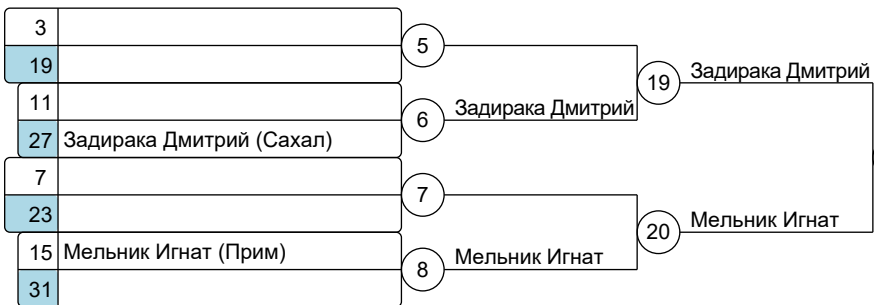 3
5
19
19 Задирака Дмитрий
11
6 Задирака Дмитрий
27 Задирака Дмитрий (Сахал)
7
7
23
20 Мельник Игнат
15 Мельник Игнат (Прим)
8 Мельник Игнат
31